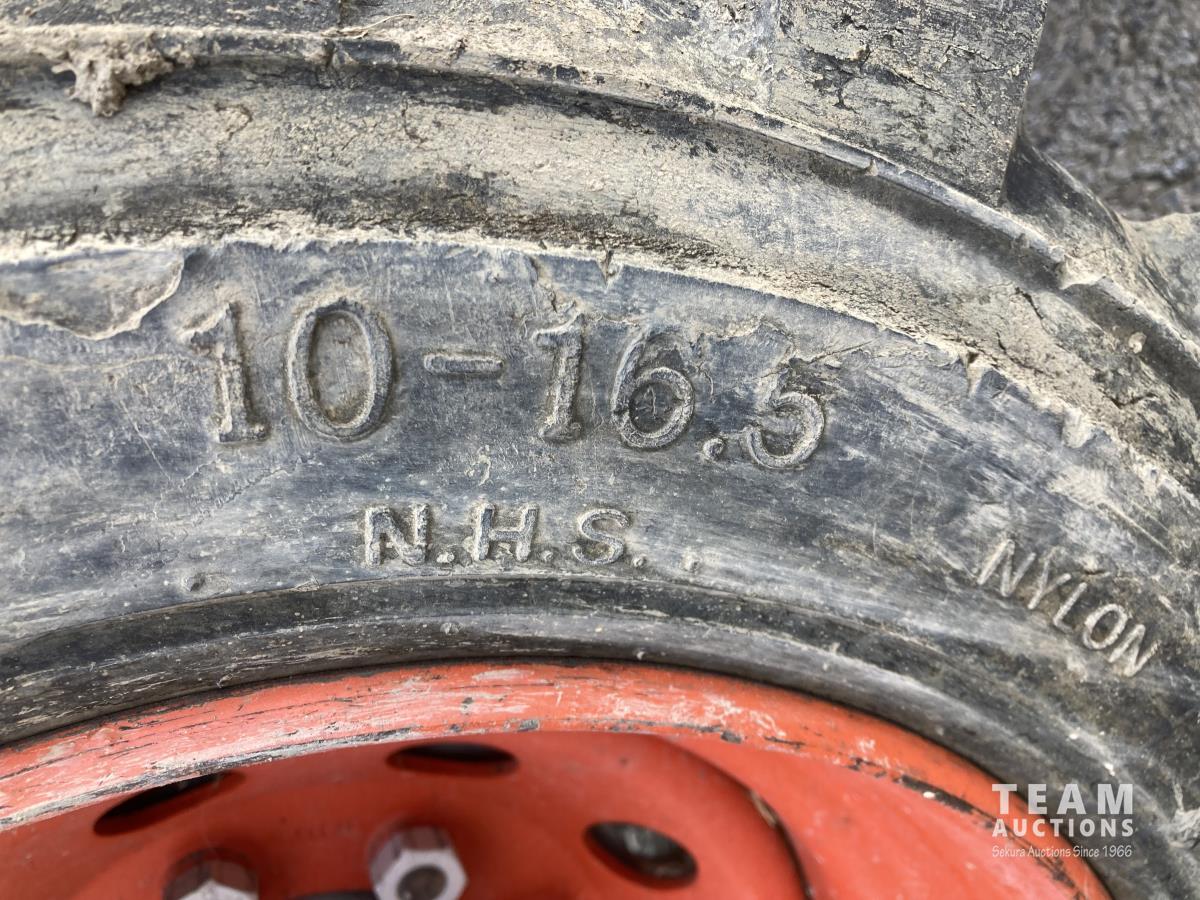 10-16.5
N.H.S.
NYLON
TEAM
AUCTIONS
Sekura Auctions Since 1966